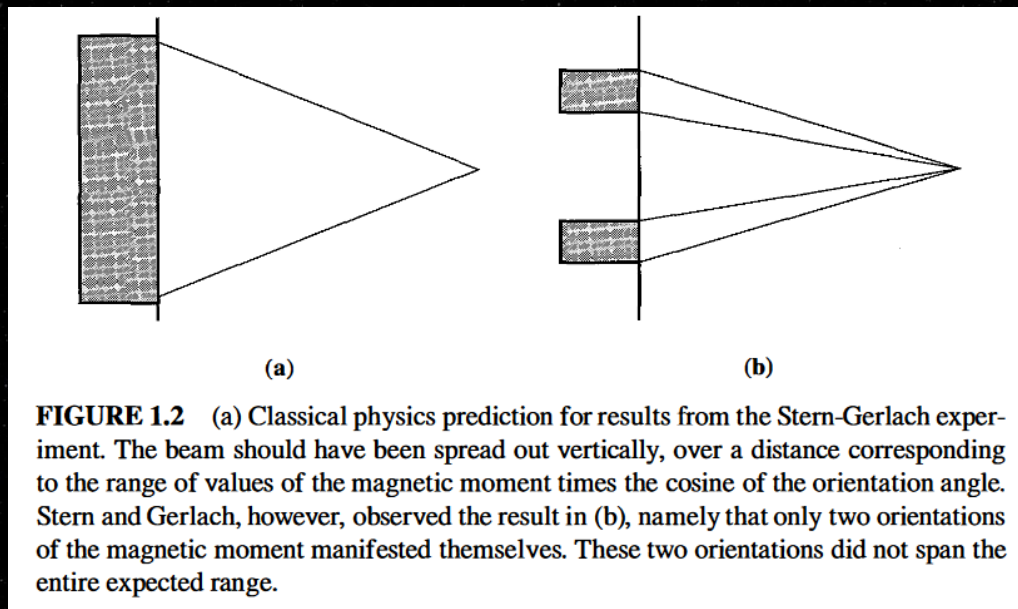 (a)
(b)
FIGURE 1.2 (a) Classical physics prediction for results from the Stern-Gerlach exper-
iment. The beam should have been spread out vertically, over a distance corresponding
to the range of values of the magnetic moment times the cosine of the orientation angle.
Stern and Gerlach, however, observed the result in (b), namely that only two orientations
of the magnetic moment manifested themselves. These two orientations did not span the
entire expected range.